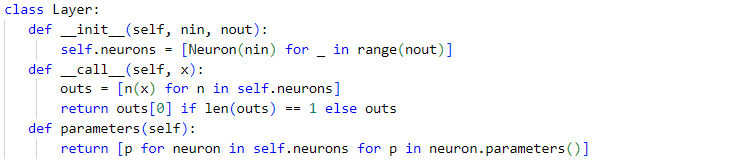 class Layer:
    def __init__(self, nin, nout):
        self.neurons = [Neuron(nin) for _ in range(nout)]
    def __call__(self, x):
        outs = [n(x) for n in self.neurons]
        return outs[0] if len(outs) == 1 else outs
    def parameters(self):
        return [p for neuron in self.neurons for p in neuron.parameters()]